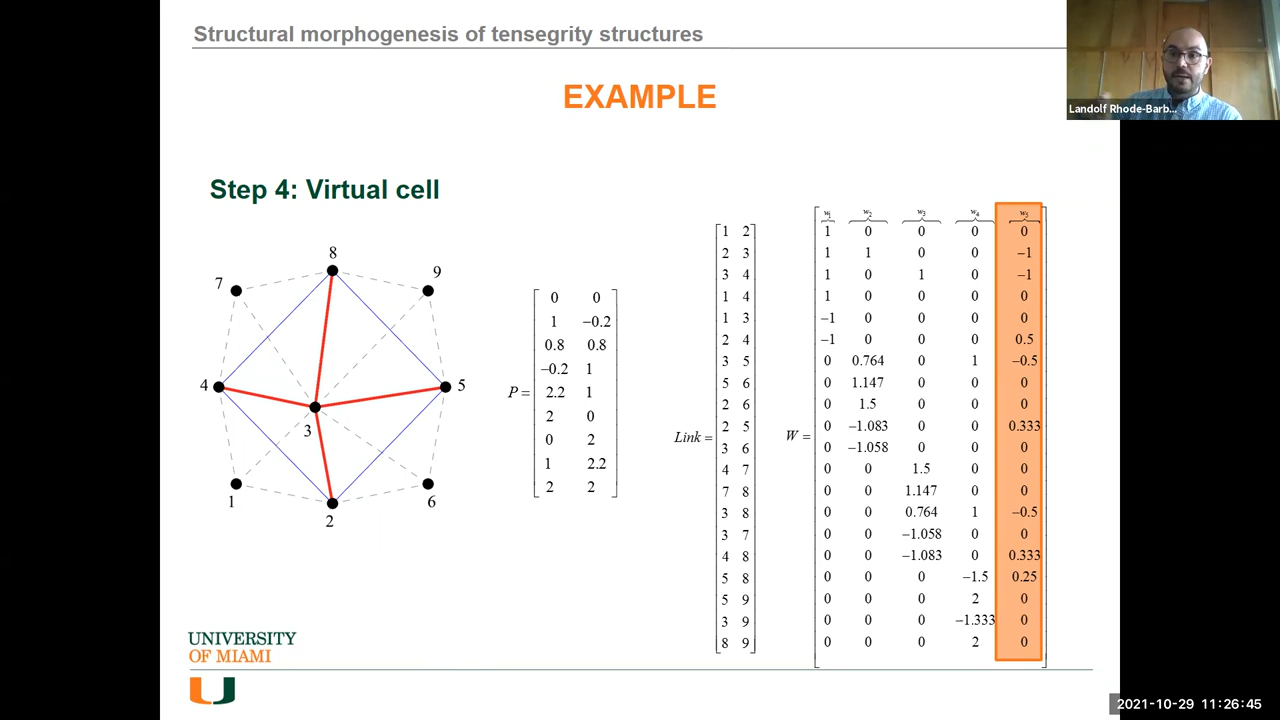 Structural morphogenesis of tensegrity structures
Landolf Rhode-Barb...
EXAMPLE
Step 4: Virtual cell
8
7
9
4
5
3
1
6
2
P =
0 0
1 −0.2
0.8 0.8
−0.2 1
2.2 1
2 0
0 2
1 2.2
2 2
Link =
1 2
2 3
3 4
1 4
1 3
2 4
3 5
5 6
2 6
2 5
3 6
4 7
7 8
3 8
3 7
4 8
5 8
5 9
3 9
8 9
W =
w1 w2 w3 w4 w5
1 0 0 0 0
1 1 0 0 −1
1 0 1 0 −1
1 0 0 0 0
−1 0 0 0 0
−1 0 0 0 0.5
0 0.764 0 1 −0.5
0 1.147 0 0 0
0 1.5 0 0 0
0 −1.083 0 0 0.333
0 −1.058 0 0 0
0 0 1.5 0 0
0 0 1.147 0 0
0 0 0.764 1 −0.5
0 0 −1.058 0 0
0 0 −1.083 0 0.333
0 0 0 −1.5 0.25
0 0 0 2 0
0 0 0 −1.333 0
0 0 0 2 0
UNIVERSITY
OF MIAMI
U
2021-10-29 11:26:45